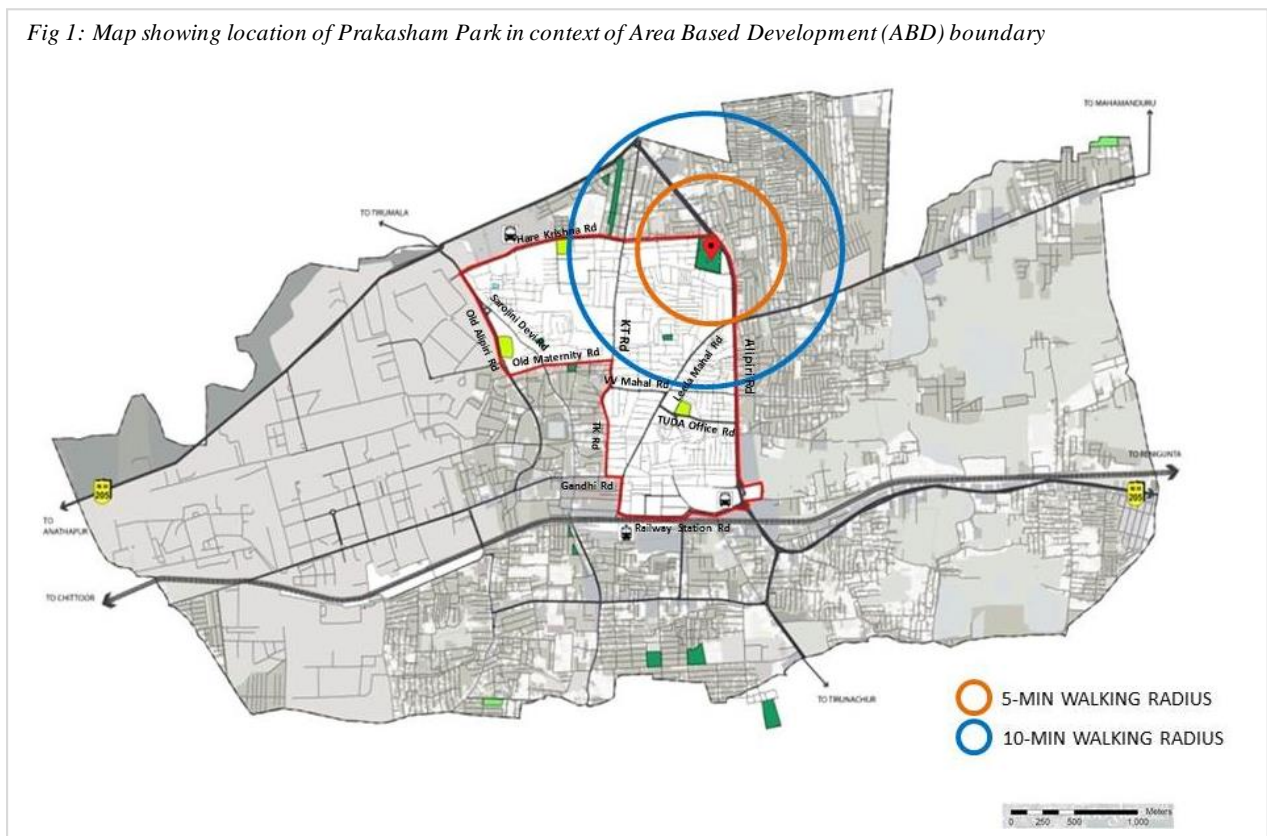 Fig 1: Map showing location of Prakasham Park in context of Area Based Development (ABD) boundary
TO MAHAMANDURU
TO TIRUMALA
Hare Krishna Rd
Sarojini Devi Rd
Old Alipiri Rd
KT Rd
Old Maternity Rd
Leela Mahal Rd
Alipiri Rd
VV Mahal Rd
TUDA Office Rd
TK Rd
TO RENIGUNTA
Gandhi Rd
205
205
TO
ANATHAPUR
Railway Station Rd
TO CHITTOOR
TO TIRUNACHUR
5-MIN WALKING RADIUS
10-MIN WALKING RADIUS
Meters
0 250 500 1,000